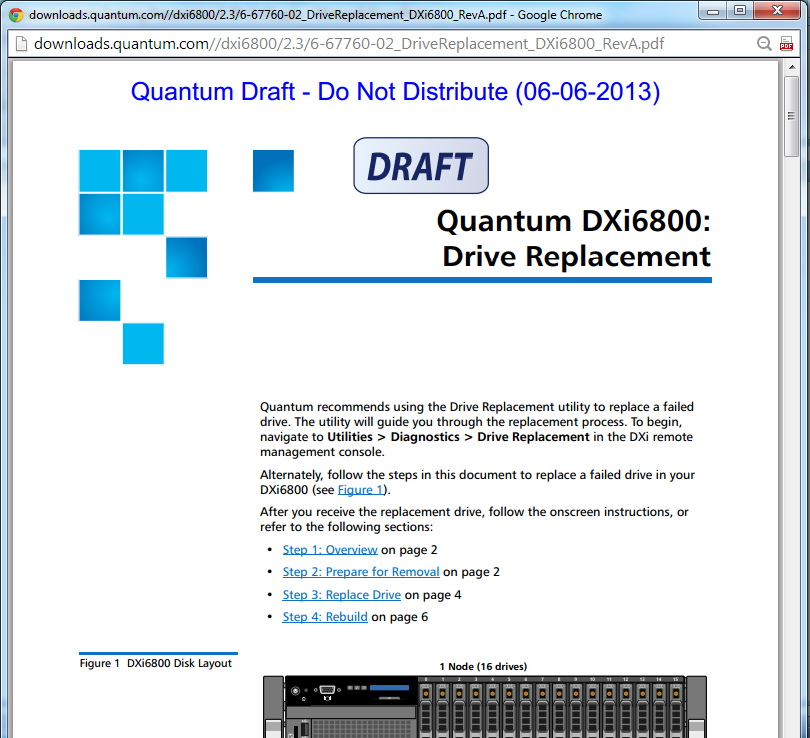 downloads.quantum.com//dxi6800/2.3/6-67760-02_DriveReplacement_DXi6800_RevA.pdf - Google Chrome
downloads.quantum.com//dxi6800/2.3/6-67760-02_DriveReplacement_DXi6800_RevA.pdf
Quantum Draft - Do Not Distribute (06-06-2013)
DRAFT
Quantum DXi6800:
Drive Replacement
Quantum recommends using the Drive Replacement utility to replace a failed
drive. The utility will guide you through the replacement process. To begin,
navigate to Utilities > Diagnostics > Drive Replacement in the DXi remote
management console.
Alternately, follow the steps in this document to replace a failed drive in your
DXi6800 (see Figure 1).
After you receive the replacement drive, follow the onscreen instructions, or
refer to the following sections:
• Step 1: Overview on page 2
• Step 2: Prepare for Removal on page 2
• Step 3: Replace Drive on page 4
• Step 4: Rebuild on page 6
Figure 1 DXi6800 Disk Layout
1 Node (16 drives)
0 1 2 3 4 5 6 7 8 9 10 11 12 13 14 15